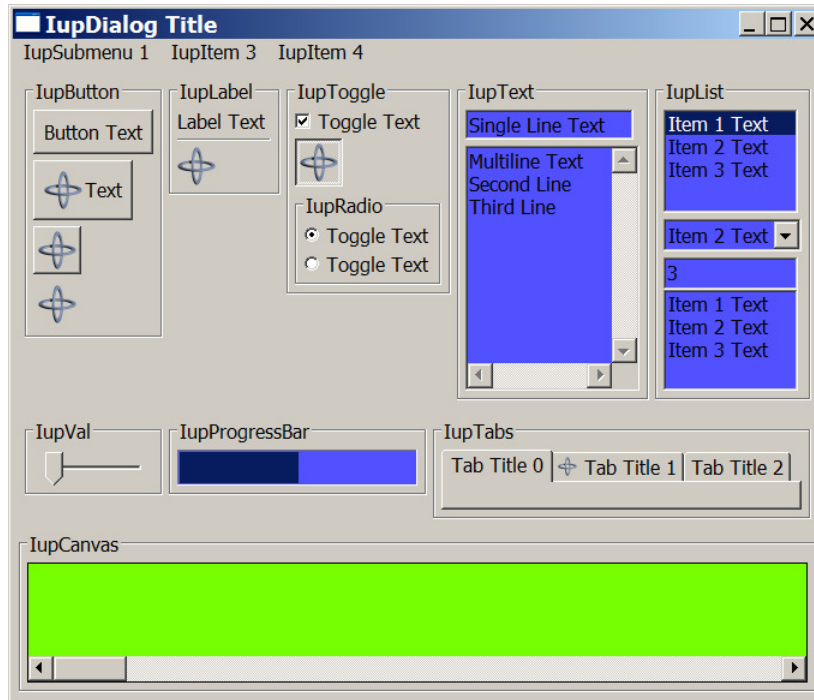 IupDialog Title
IupSubmenu 1 IupItem 3 IupItem 4
IupButton
Button Text
Text
IupLabel
Label Text
IupToggle
Toggle Text
IupRadio
Toggle Text
Toggle Text
IupText
Single Line Text
Multiline Text
Second Line
Third Line
IupList
Item 1 Text
Item 2 Text
Item 3 Text
Item 2 Text
3
Item 1 Text
Item 2 Text
Item 3 Text
IupVal
IupProgressBar
IupTabs
Tab Title 0 Tab Title 1 Tab Title 2
IupCanvas